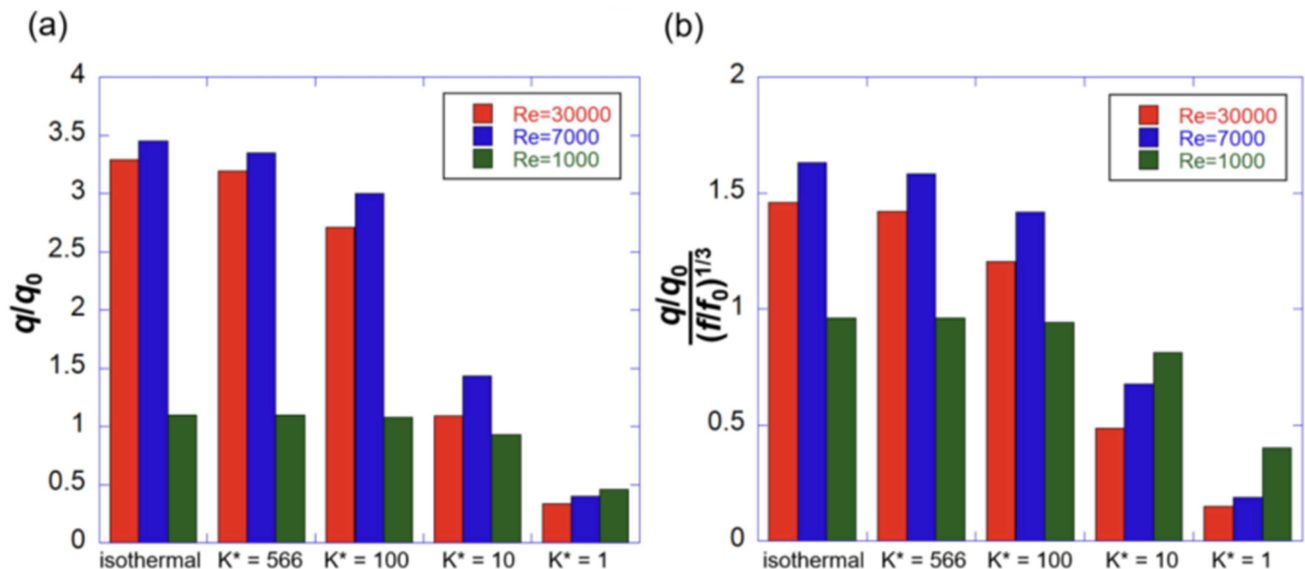 (a)
4
3.5
3
2.5
2
1.5
1
0.5
0
q/q0
Re=30000
Re=7000
Re=1000
isothermal K* = 566 K* = 100 K* = 10 K* = 1
(b)
2
1.5
1
0.5
0
q/q0
(f/f0)1/3
Re=30000
Re=7000
Re=1000
isothermal K* = 566 K* = 100 K* = 10 K* = 1